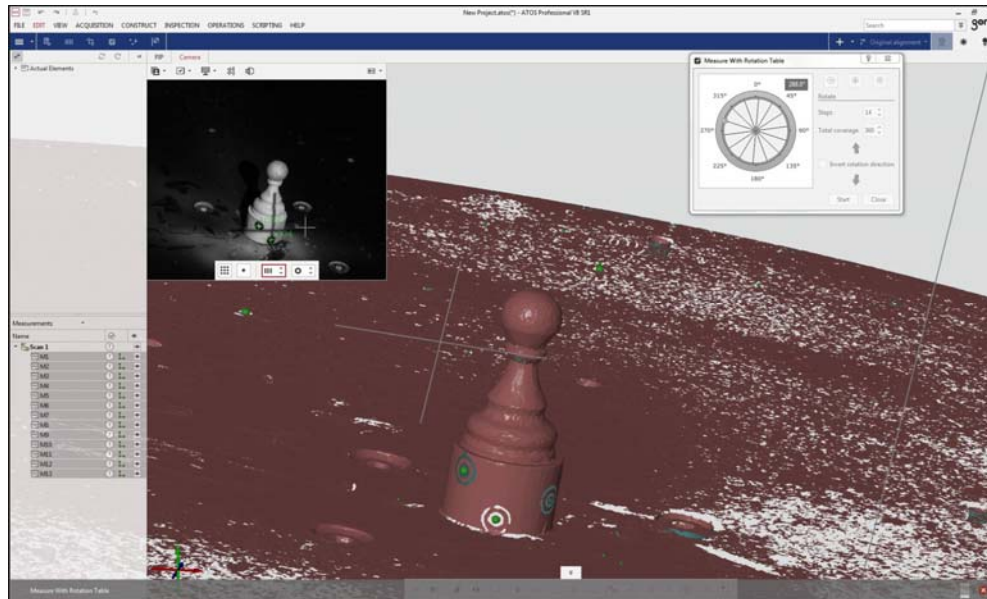 New Project.atos(*) - ATOS Professional V8 SR1
FILE EDIT VIEW ACQUISITION CONSTRUCT INSPECTION OPERATIONS SCRIPTING HELP
Search
gom
Original alignment
Actual Elements
PIP Camera
Measure With Rotation Table
0°
45°
90°
135°
180°
225°
270°
315°
Rotate
Steps: 14
Total coverage 360
Invert rotation direction
Start Close
Measurements
Name
Scan 1
M1
M2
M3
M4
M5
M6
M7
M8
M9
M10
M11
M12
M13
Measure With Rotation Table